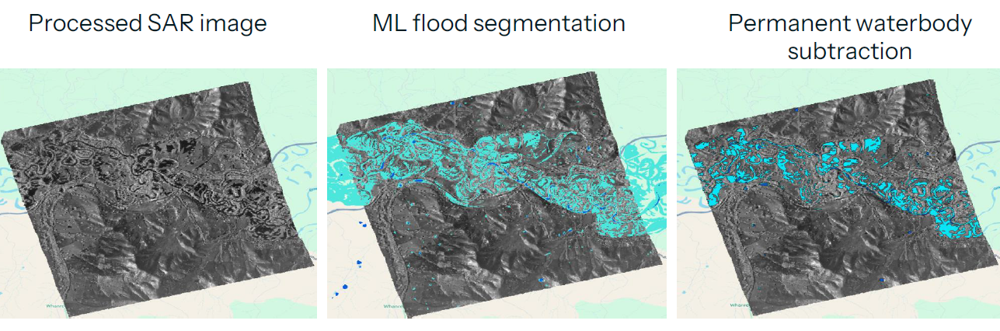 Processed SAR image
ML flood segmentation
Permanent waterbody
subtraction